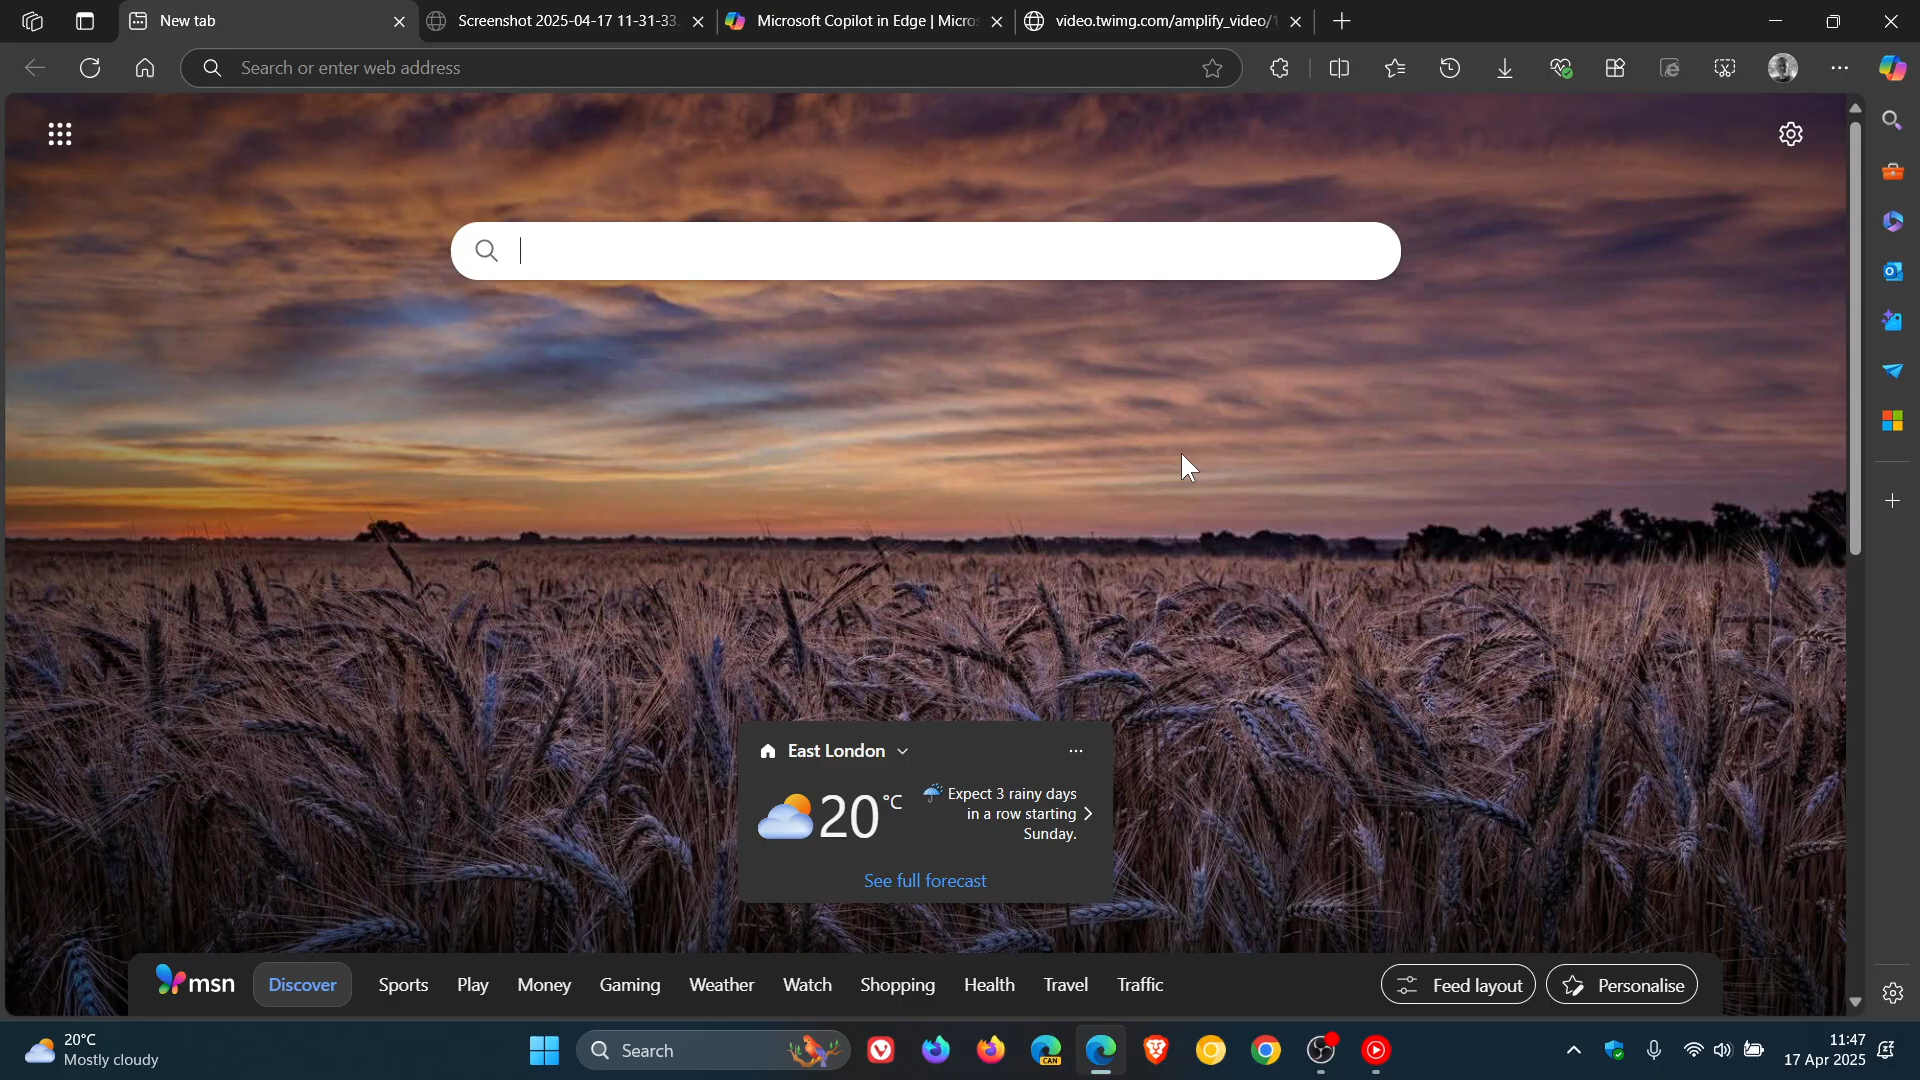 New tab
Screenshot 2025-04-17 11-31-33.
Microsoft Copilot in Edge | Micro
video.twimg.com/amplify_video/1
Search or enter web address
East London
20°C
Expect 3 rainy days
in a row starting
Sunday.
See full forecast
msn
Discover
Sports
Play
Money
Gaming
Weather
Watch
Shopping
Health
Travel
Traffic
Feed layout
Personalise
20°C
Mostly cloudy
Search
CAN
11:47
17 Apr 2025